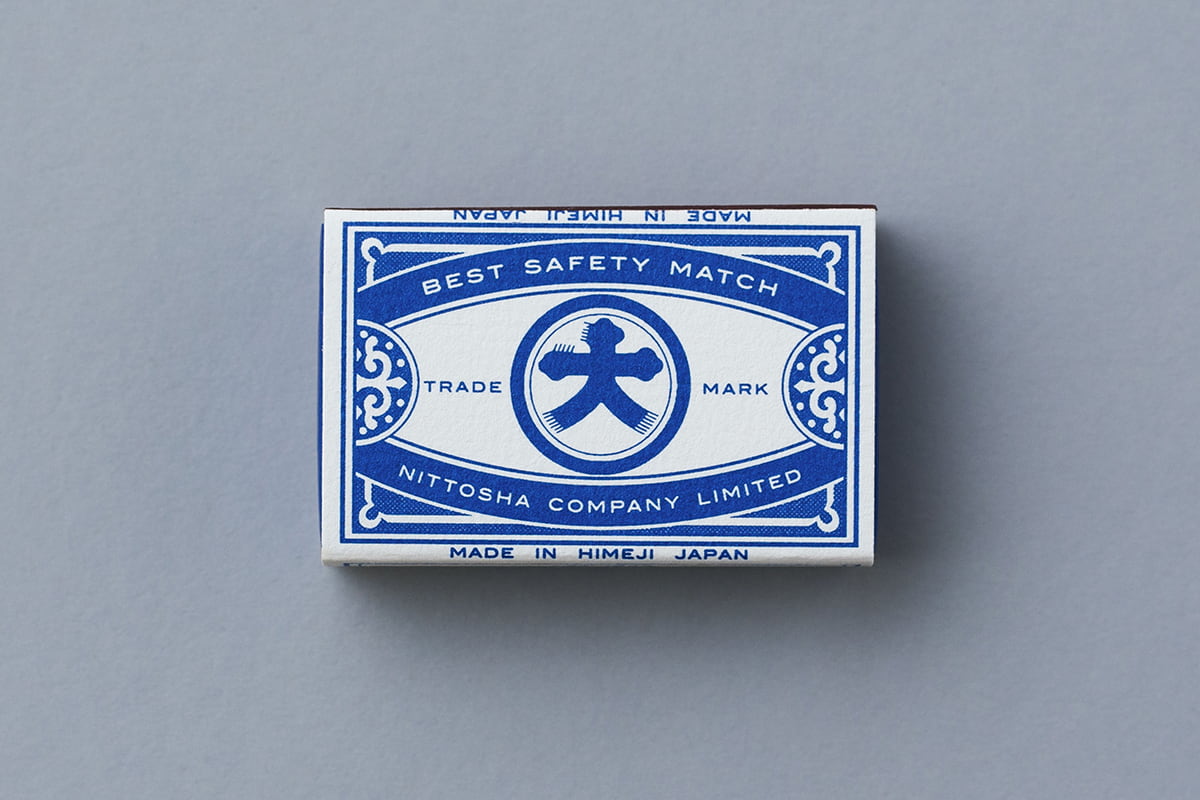 MADE IN HIMEJI JAPAN
BEST SAFETY MATCH
大
TRADE MARK
NITTOSHA COMPANY LIMITED
MADE IN HIMEJI JAPAN